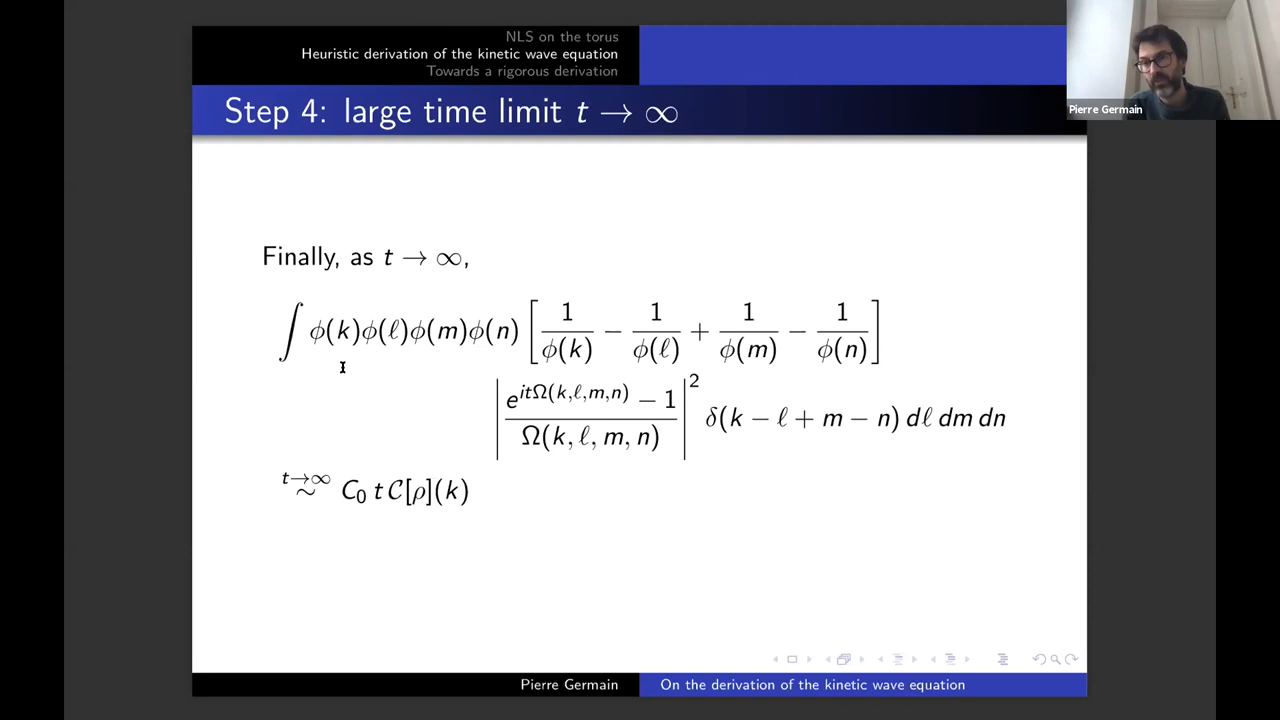 NLS on the torus
Heuristic derivation of the kinetic wave equation
Towards a rigorous derivation
Step 4: large time limit t → ∞
Pierre Germain
Finally, as t → ∞,
∫ ϕ(k)ϕ(ℓ)ϕ(m)ϕ(n) [ 1/ϕ(k) − 1/ϕ(ℓ) + 1/ϕ(m) − 1/ϕ(n) ]
| (e^{itΩ(k,ℓ,m,n)} − 1) / Ω(k, ℓ, m, n) |² δ(k − ℓ + m − n) dℓ dm dn
∼^{t→∞} C₀ t 𝒞[ρ](k)
Pierre Germain
On the derivation of the kinetic wave equation